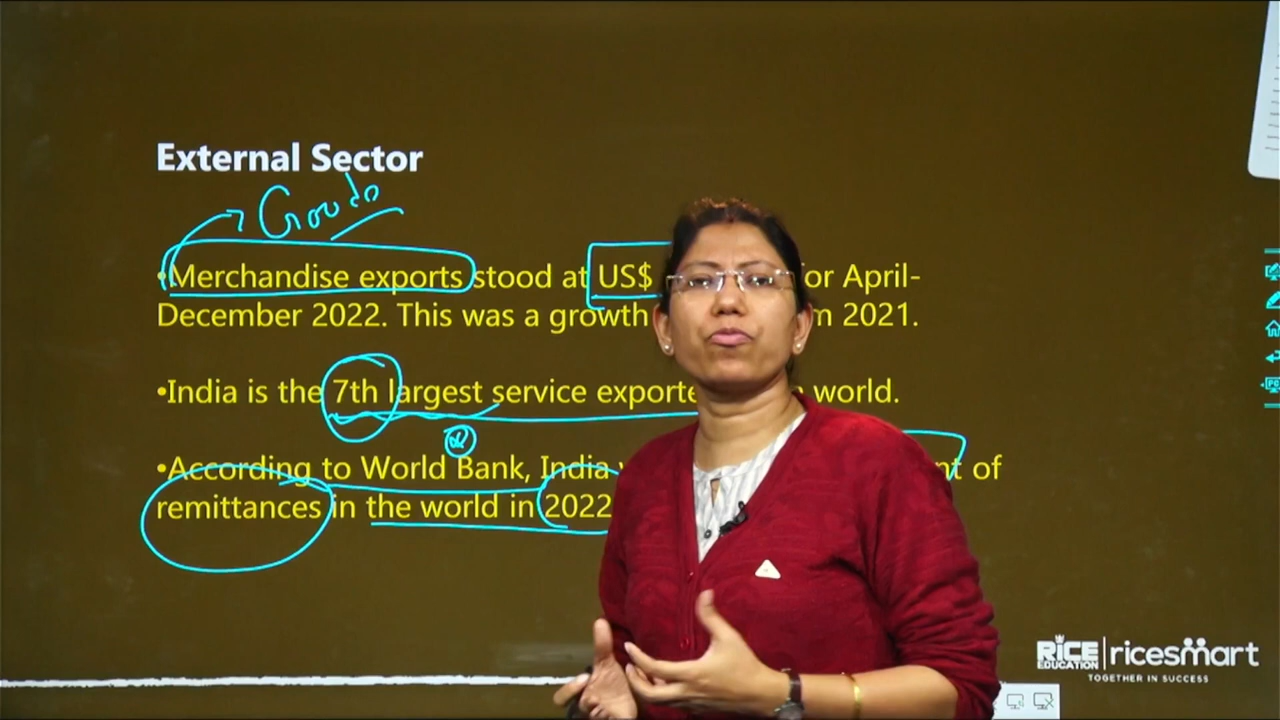 External Sector
Goods
•Merchandise exports stood at US$ or April-
December 2022. This was a growth m 2021.
•India is the 7th largest service exporte world.
•According to World Bank, India nt of
remittances in the world in 2022
RICE EDUCATION | ricesmart
TOGETHER IN SUCCESS